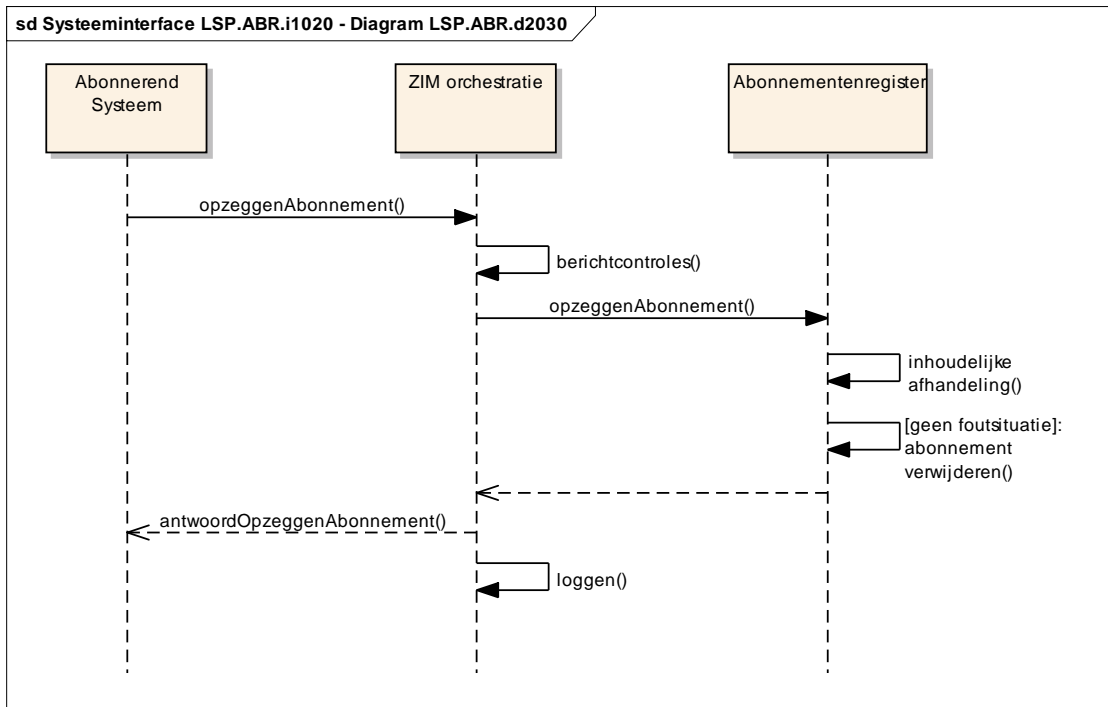 sd Systeeminterface LSP.ABR.i1020 - Diagram LSP.ABR.d2030
Abonnerend
Systeem
ZIM orchestratie
Abonnementenregister
opzeggenAbonnement()
berichtcontroles()
opzeggenAbonnement()
inhoudelijke
afhandeling()
[geen foutsituatie]:
abonnement
verwijderen()
antwoordOpzeggenAbonnement()
loggen()